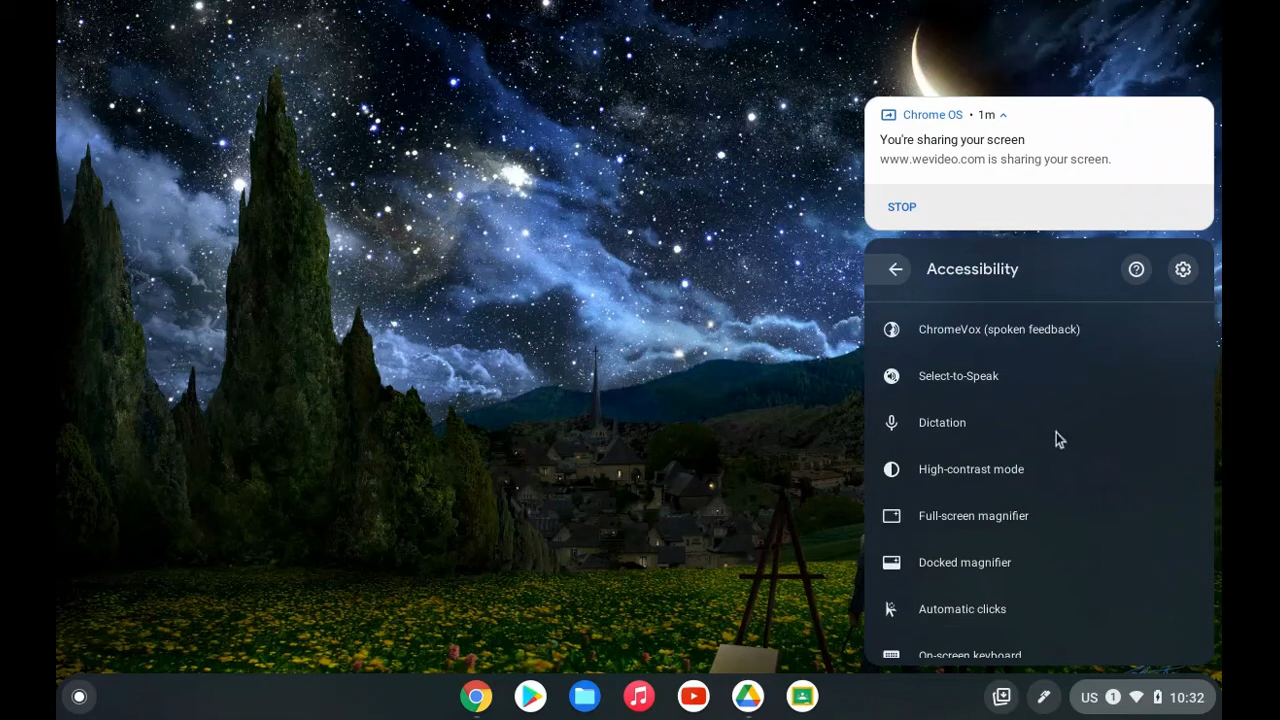 Chrome OS • 1m
You're sharing your screen
www.wevideo.com is sharing your screen.
STOP
Accessibility
ChromeVox (spoken feedback)
Select-to-Speak
Dictation
High-contrast mode
Full-screen magnifier
Docked magnifier
Automatic clicks
On-screen keyboard
US 1 10:32